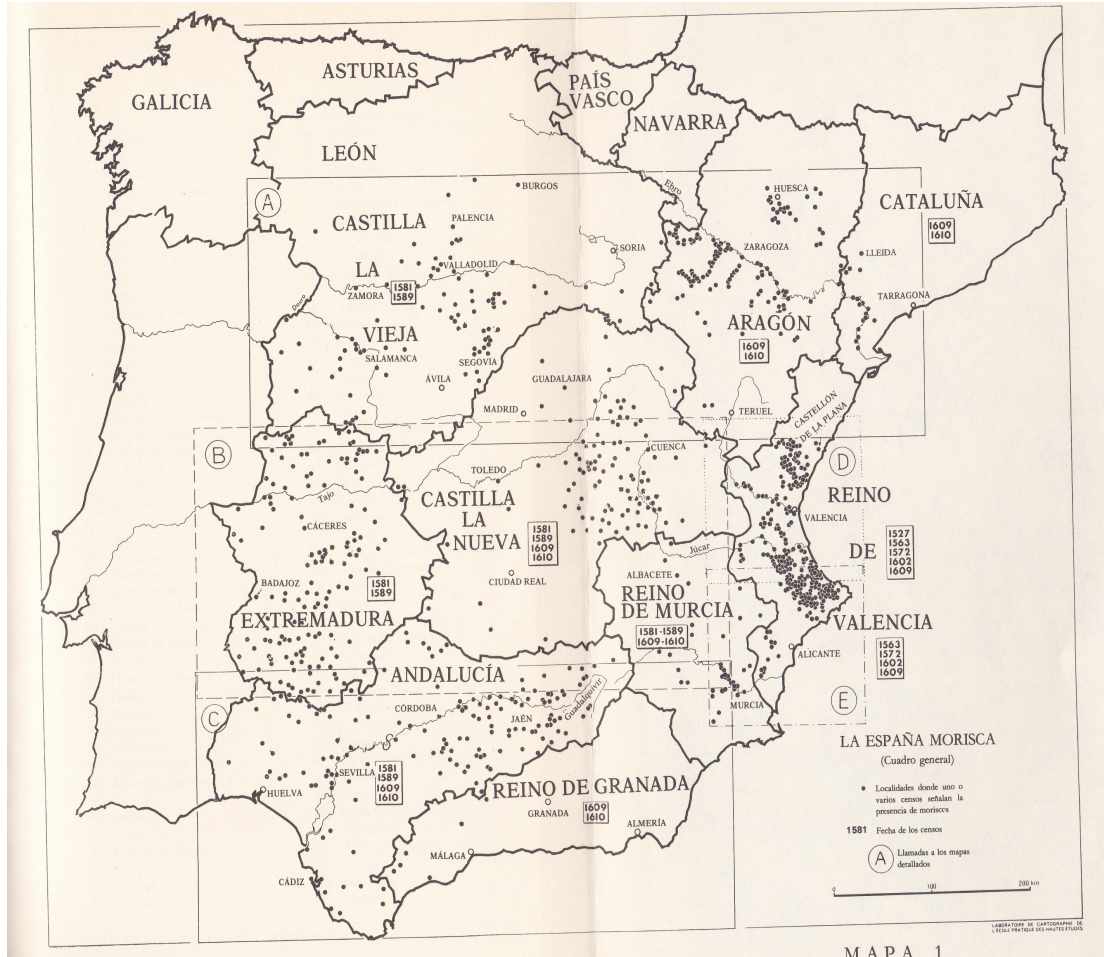 GALICIA
ASTURIAS
PAÍS
VASCO
NAVARRA
LEÓN
A
BURGOS
Ebro
HUESCA
CATALUÑA
1609
1610
CASTILLA
PALENCIA
SORIA
ZARAGOZA
LLEIDA
LA
VALLADOLID
ZAMORA
1581
1589
TARRAGONA
Douro
VIEJA
ARAGÓN
1609
1610
SALAMANCA
SEGOVIA
ÁVILA
GUADALAJARA
MADRID
TERUEL
CASTELLÓN
DE LA PLANA
B
CUENCA
D
TOLEDO
Tajo
CASTILLA
LA
NUEVA
1581
1589
1609
1610
REINO
VALENCIA
DE
1527
1563
1572
1602
1609
CÁCERES
Júcar
CIUDAD REAL
ALBACETE
BADAJOZ
1581
1589
EXTREMADURA
REINO
DE MURCIA
1581-1589
1609-1610
VALENCIA
1563
1572
1602
1609
ALICANTE
ANDALUCÍA
Guadalquivir
MURCIA
E
C
CÓRDOBA
JAÉN
SEVILLA
1581
1589
1609
1610
HUELVA
REINO DE GRANADA
GRANADA
1609
1610
ALMERÍA
MÁLAGA
CÁDIZ
LA ESPAÑA MORISCA
(Cuadro general)
Localidades donde uno o
varios censos señalan la
presencia de moriscos
1581 Fecha de los censos
A Llamadas a los mapas
detallados
0 100 200 km
LABORATOIRE DE CARTOGRAPHIE DE
L'ÉCOLE PRATIQUE DES HAUTES ÉTUDES
MAPA 1